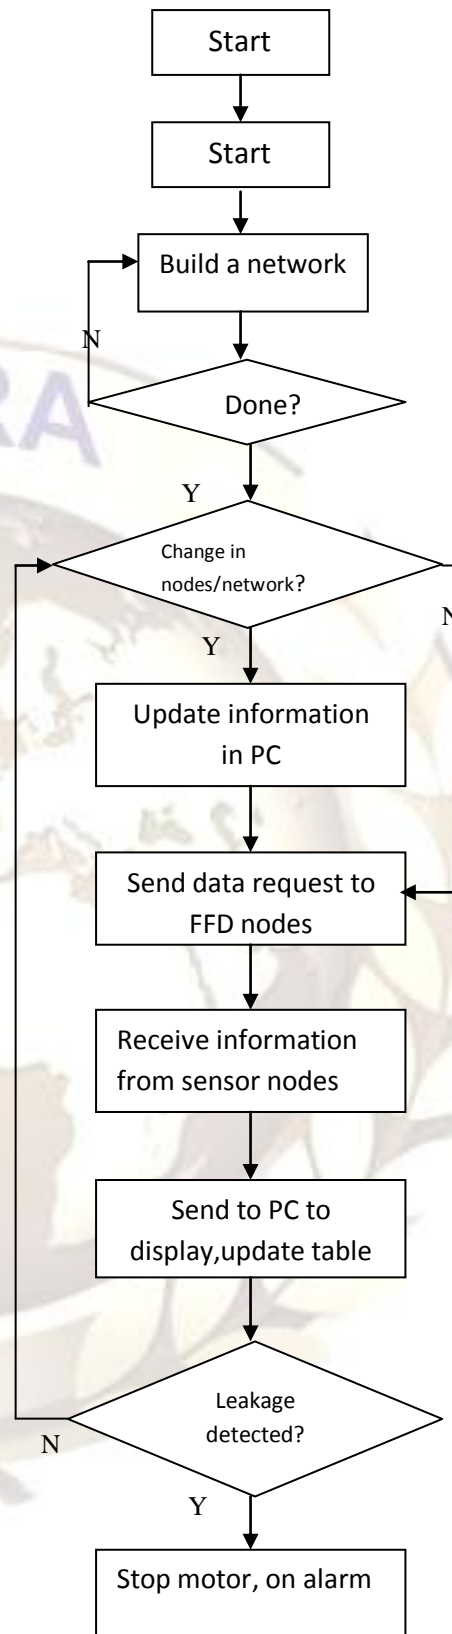 Start
Start
Build a network
N
RA
Done?
Y
Change in
nodes/network?
N
Y
Update information
in PC
Send data request to
FFD nodes
Receive information
from sensor nodes
Send to PC to
display,update table
Leakage
detected?
N
Y
Stop motor, on alarm